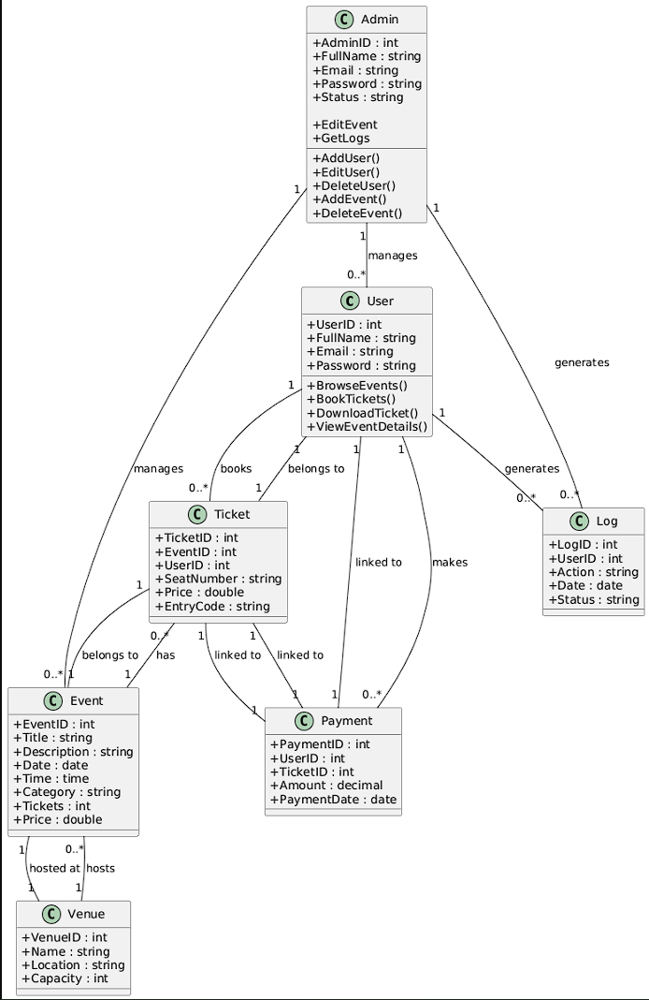 C Admin
+AdminID : int
+FullName : string
+Email : string
+Password : string
+Status : string
+EditEvent
+GetLogs
+AddUser()
+EditUser()
+DeleteUser()
+AddEvent()
+DeleteEvent()
1
1
1
manages
0..*
generates
C User
+UserID : int
+FullName : string
+Email : string
+Password : string
+BrowseEvents()
+BookTickets()
+DownloadTicket()
+ViewEventDetails()
1
1
1
1
1
manages
books
belongs to
generates
0..*
1
0..*
0..*
C Ticket
+TicketID : int
+EventID : int
+UserID : int
+SeatNumber : string
+Price : double
+EntryCode : string
C Log
+LogID : int
+UserID : int
+Action : string
+Date : date
+Status : string
linked to
makes
1
0..*
1
1
belongs to
has
linked to
linked to
0..*
1
1
1
1
1
0..*
C Event
+EventID : int
+Title : string
+Description : string
+Date : date
+Time : time
+Category : string
+Tickets : int
+Price : double
C Payment
+PaymentID : int
+UserID : int
+TicketID : int
+Amount : decimal
+PaymentDate : date
1
0..*
hosted at
hosts
1
1
C Venue
+VenueID : int
+Name : string
+Location : string
+Capacity : int